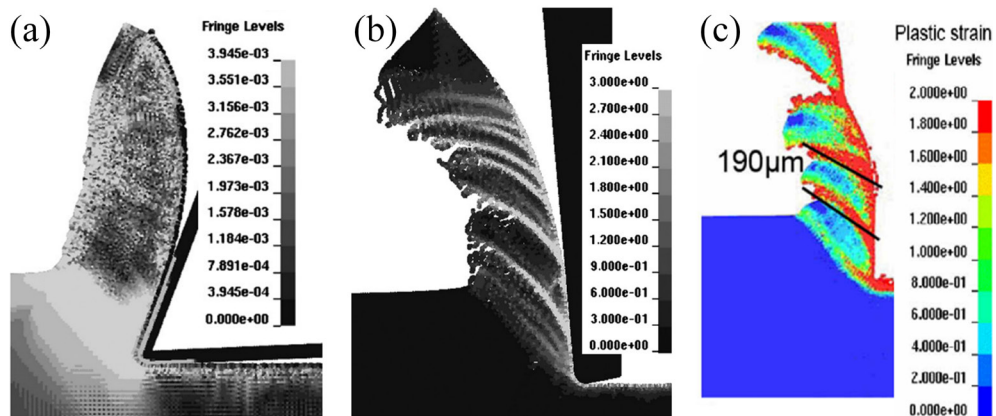 (a)
Fringe Levels
3.945e-03
3.551e-03
3.156e-03
2.762e-03
2.367e-03
1.973e-03
1.578e-03
1.184e-03
7.891e-04
3.945e-04
0.000e+00
(b)
Fringe Levels
3.000e+00
2.700e+00
2.400e+00
2.100e+00
1.800e+00
1.500e+00
1.200e+00
9.000e-01
6.000e-01
3.000e-01
0.000e+00
(c)
Plastic strain
Fringe Levels
2.000e+00
1.800e+00
1.600e+00
1.400e+00
1.200e+00
1.000e+00
8.000e-01
6.000e-01
4.000e-01
2.000e-01
0.000e+00
190μm